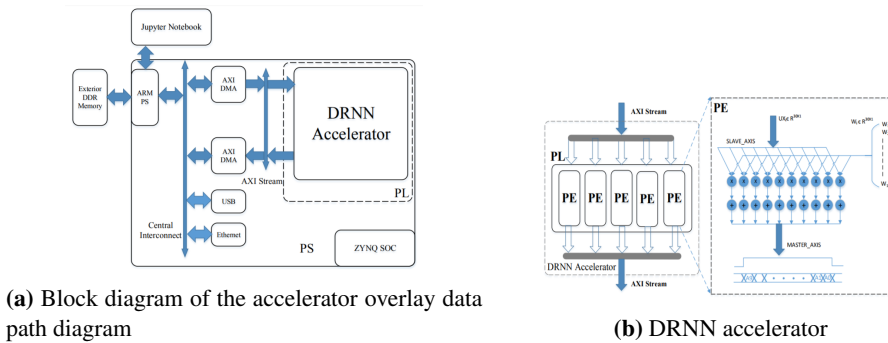 Jupyter Notebook
Exterior
DDR
Memory
ARM
PS
AXI
DMA
DRNN
Accelerator
AXI
DMA
AXI Stream
PL
USB
Central
Interconnect
Ethernet
PS
ZYNQ SOC
(a) Block diagram of the accelerator overlay data
path diagram
AXI Stream
PL
PE
PE
PE
PE
PE
DRNN Accelerator
AXI Stream
PE
SLAVE_AXIS
MASTER_AXIS
(b) DRNN accelerator